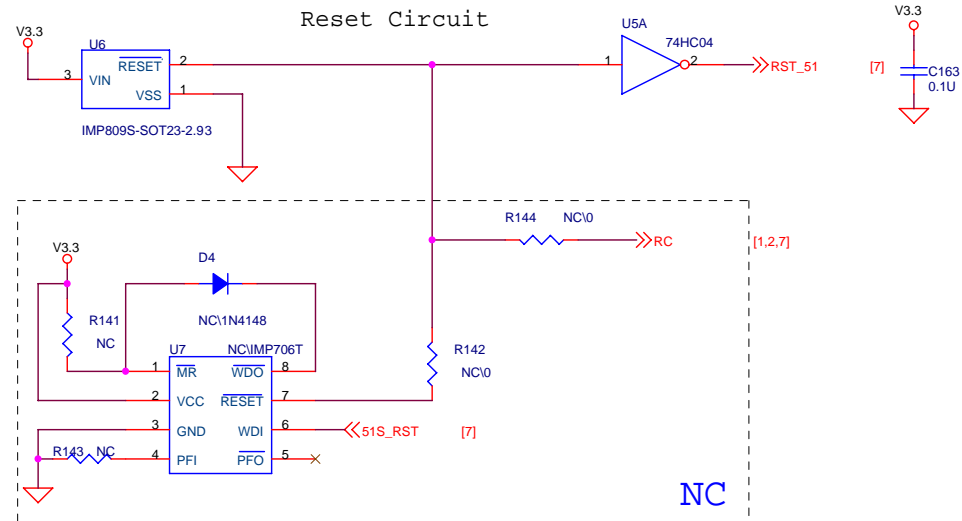 Reset Circuit
V3.3
U6
3
VIN
RESET
2
VSS
1
IMP809S-SOT23-2.93
U5A
74HC04
1
2
RST_51
[7]
V3.3
C163
0.1U
R144
NC\0
RC
[1,2,7]
V3.3
D4
NC\1N4148
R141
NC
U7
NC\IMP706T
1
MR
WDO
8
2
VCC
RESET
7
3
GND
WDI
6
4
PFI
PFO
5
R142
NC\0
51S_RST
[7]
R143
NC
NC